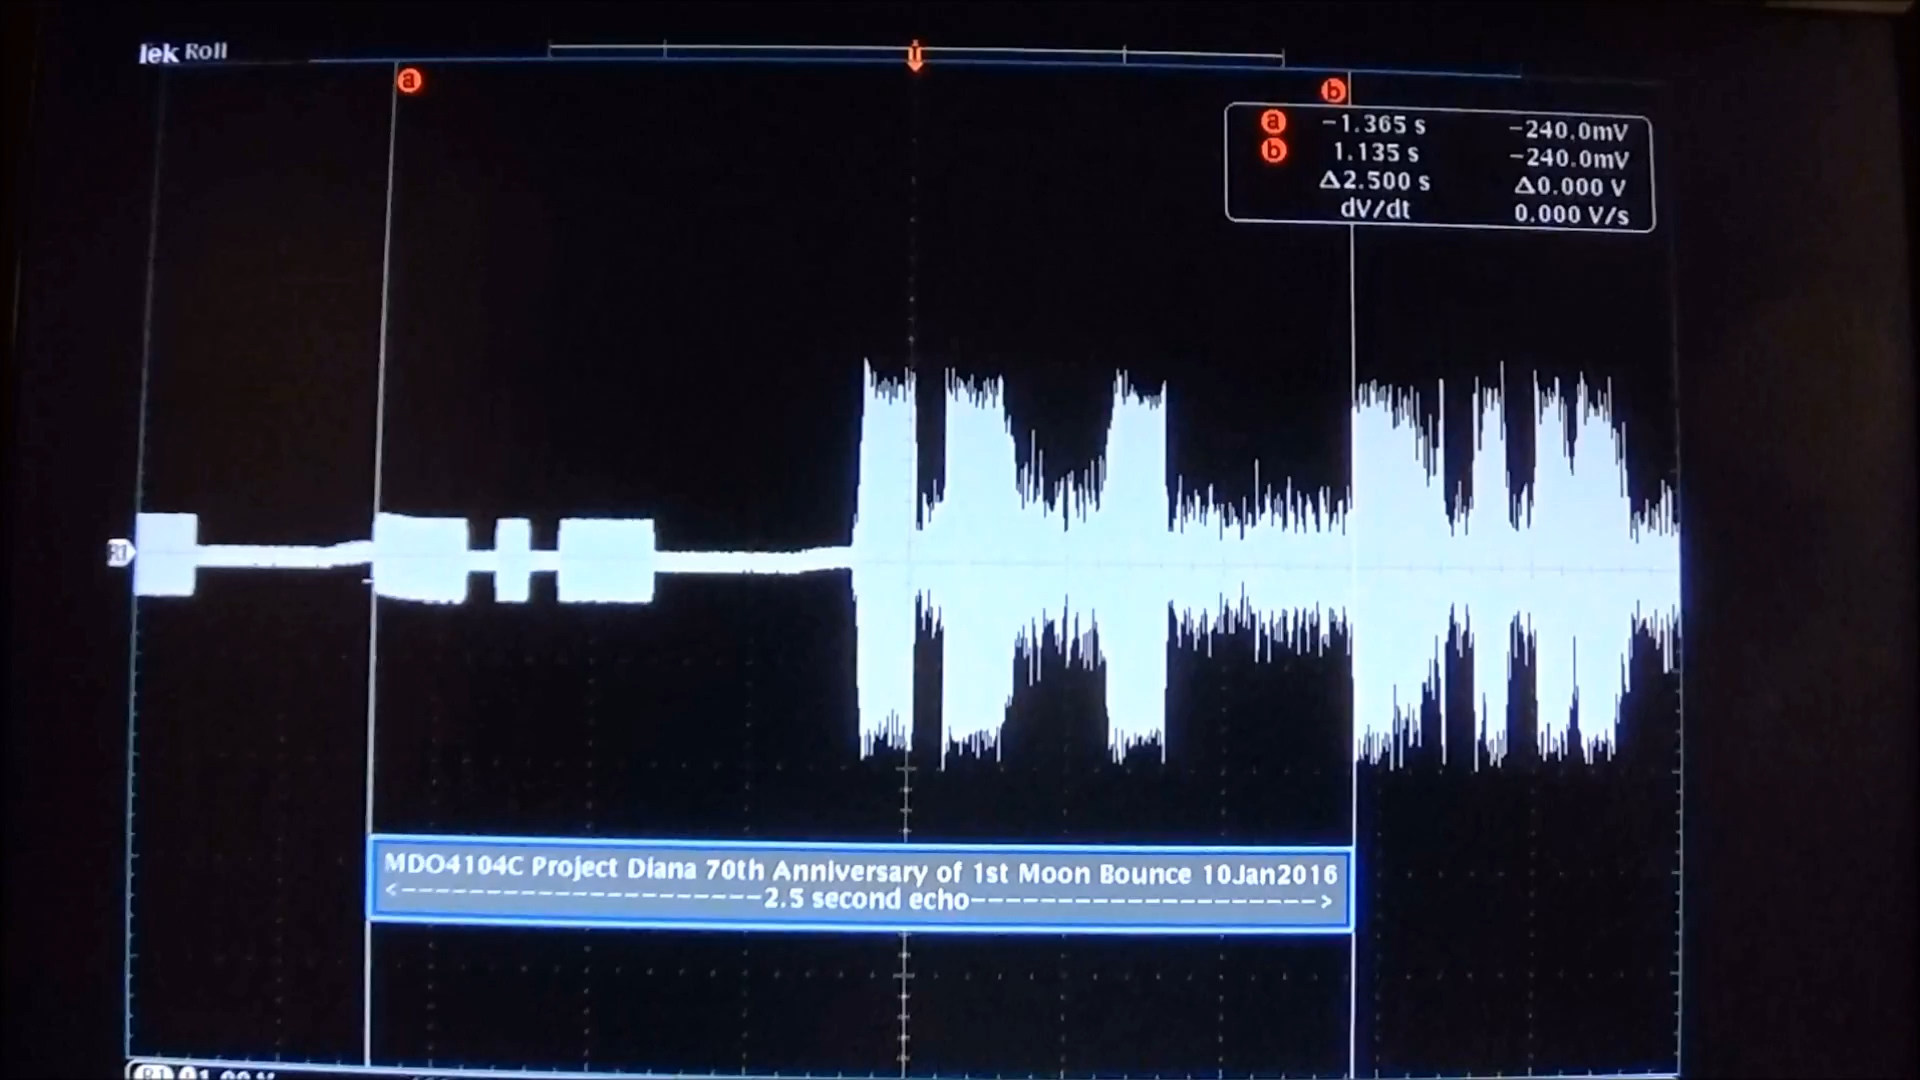 Tek Roll
a
b
a -1.365 s -240.0mV
b 1.135 s -240.0mV
Δ2.500 s Δ0.000 V
dV/dt 0.000 V/s
R1
MDO4104C Project Diana 70th Anniversary of 1st Moon Bounce 10Jan2016
<---------------------2.5 second echo-------------------->